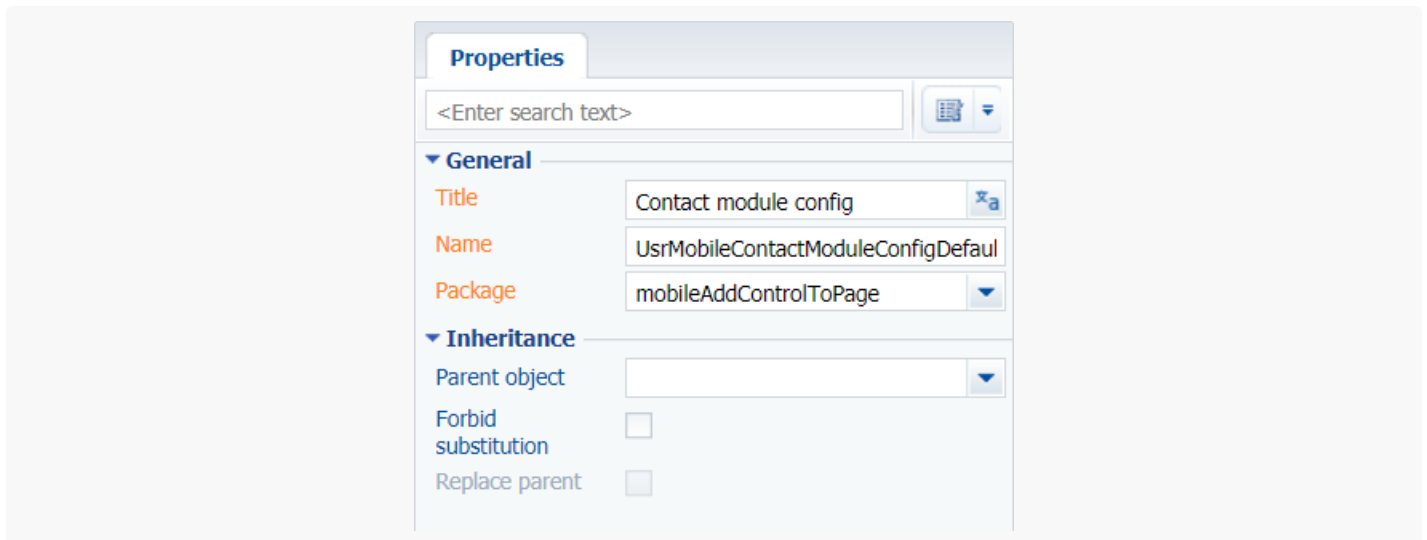 Properties
<Enter search text>
General
Title
Contact module config
Name
UsrMobileContactModuleConfigDefaul
Package
mobileAddControlToPage
Inheritance
Parent object
Forbid
substitution
Replace parent